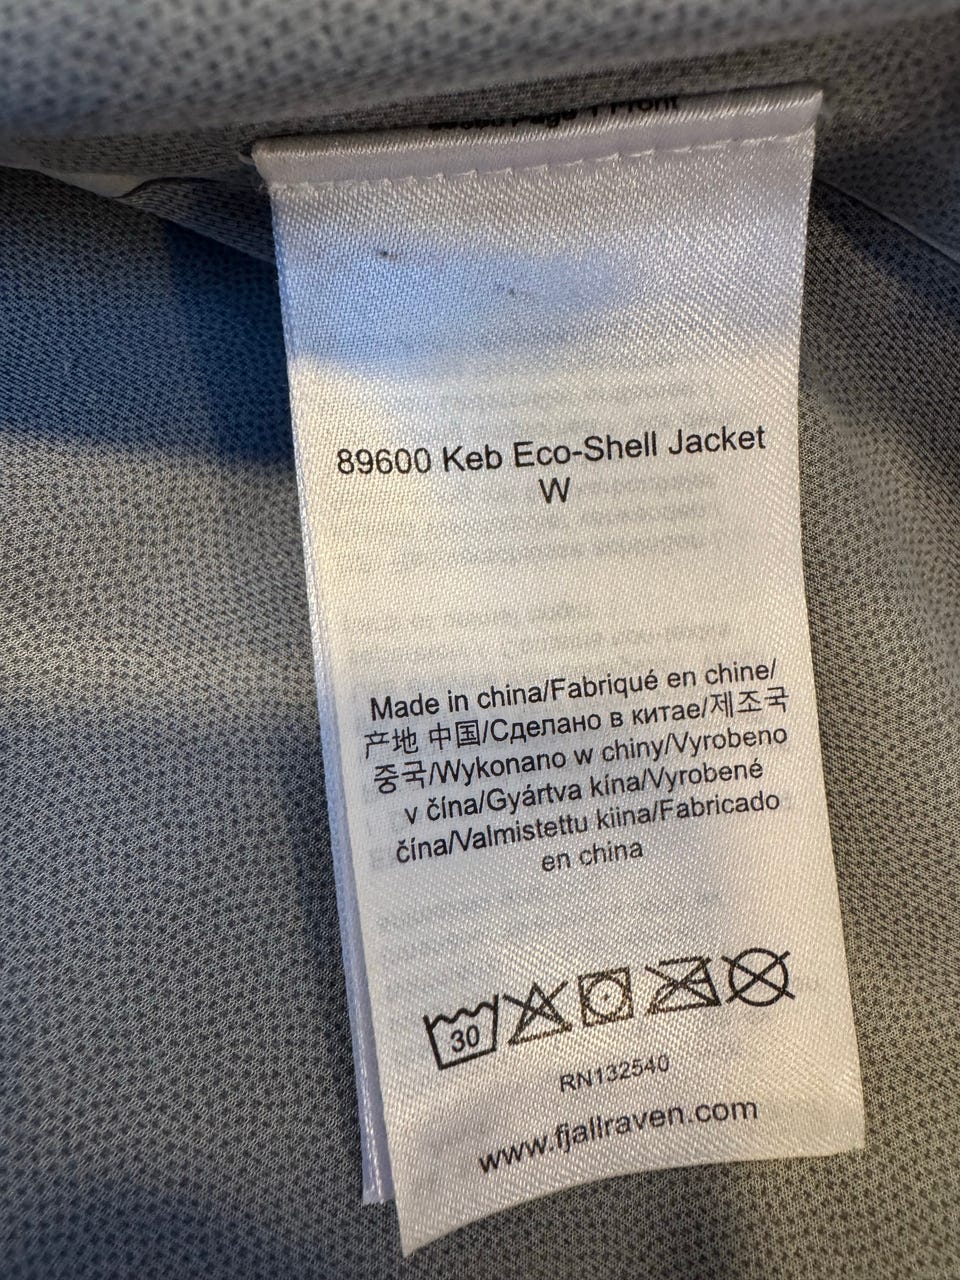 Front
89600 Keb Eco-Shell Jacket
W
Made in china/Fabriqué en chine/
产地 中国/Сделано в китае/제조국
중국/Wykonano w chiny/Vyrobeno
v čína/Gyártva kína/Vyrobené
čína/Valmistettu kiina/Fabricado
en china
30
RN132540
www.fjallraven.com